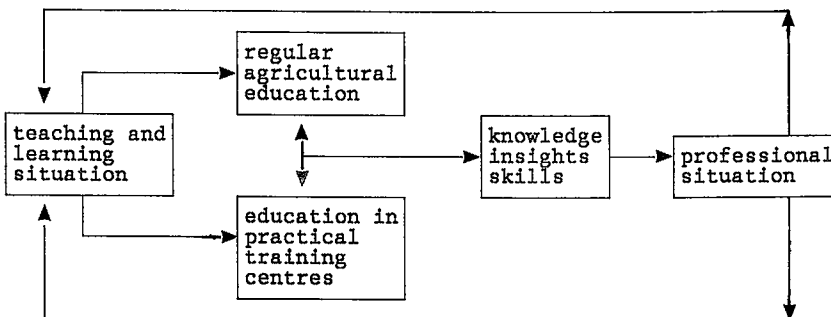 regular
agricultural
education
teaching and
learning
situation
knowledge
insights
skills
professional
situation
education in
practical
training
centres